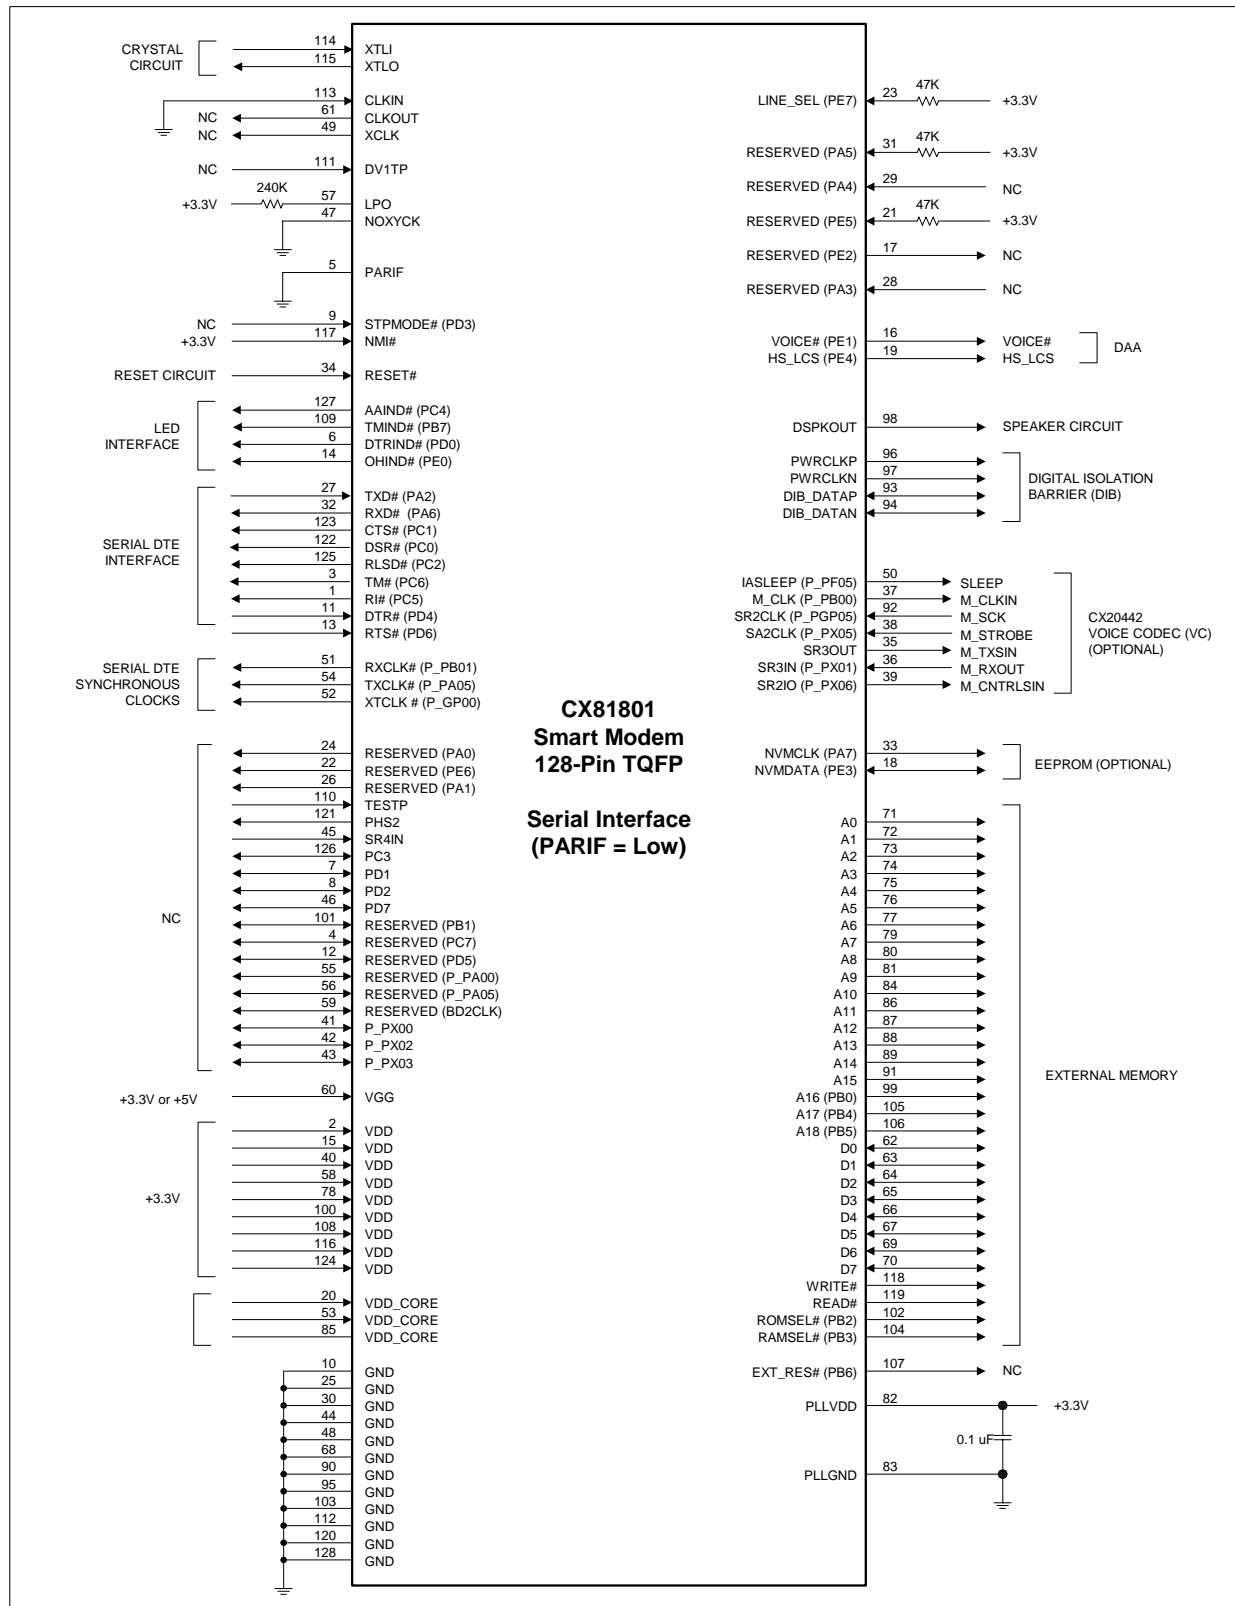 CRYSTAL
CIRCUIT
114 XTLI
115 XTLO
113 CLKIN
NC 61 CLKOUT
NC 49 XCLK
NC 111 DV1TP
+3.3V 240K 57 LPO
47 NOXYCK
5 PARIF
NC 9 STPMODE# (PD3)
+3.3V 117 NMI#
RESET CIRCUIT 34 RESET#
LED
INTERFACE
127 AAIND# (PC4)
109 TMIND# (PB7)
6 DTRIND# (PD0)
14 OHIND# (PE0)
SERIAL DTE
INTERFACE
27 TXD# (PA2)
32 RXD# (PA6)
123 CTS# (PC1)
122 DSR# (PC0)
125 RLSD# (PC2)
3 TM# (PC6)
1 RI# (PC5)
11 DTR# (PD4)
13 RTS# (PD6)
SERIAL DTE
SYNCHRONOUS
CLOCKS
51 RXCLK# (P_PB01)
54 TXCLK# (P_PA05)
52 XTCLK # (P_GP00)
NC
24 RESERVED (PA0)
22 RESERVED (PE6)
26 RESERVED (PA1)
110 TESTP
121 PHS2
45 SR4IN
126 PC3
7 PD1
8 PD2
46 PD7
101 RESERVED (PB1)
4 RESERVED (PC7)
12 RESERVED (PD5)
55 RESERVED (P_PA00)
56 RESERVED (P_PA05)
59 RESERVED (BD2CLK)
41 P_PX00
42 P_PX02
43 P_PX03
+3.3V or +5V 60 VGG
+3.3V
2 VDD
15 VDD
40 VDD
58 VDD
78 VDD
100 VDD
108 VDD
116 VDD
124 VDD
20 VDD_CORE
53 VDD_CORE
85 VDD_CORE
10 GND
25 GND
30 GND
44 GND
48 GND
68 GND
90 GND
95 GND
103 GND
112 GND
120 GND
128 GND
CX81801
Smart Modem
128-Pin TQFP
Serial Interface
(PARIF = Low)
LINE_SEL (PE7) 23 47K +3.3V
RESERVED (PA5) 31 47K +3.3V
RESERVED (PA4) 29 NC
RESERVED (PE5) 21 47K +3.3V
RESERVED (PE2) 17 NC
RESERVED (PA3) 28 NC
VOICE# (PE1) 16 VOICE#
HS_LCS (PE4) 19 HS_LCS
DAA
DSPKOUT 98 SPEAKER CIRCUIT
PWRCLKP 96
PWRCLKN 97
DIB_DATAP 93
DIB_DATAN 94
DIGITAL ISOLATION
BARRIER (DIB)
IASLEEP (P_PF05) 50 SLEEP
M_CLK (P_PB00) 37 M_CLKIN
SR2CLK (P_PGP05) 92 M_SCK
SA2CLK (P_PX05) 38 M_STROBE
SR3OUT 35 M_TXSIN
SR3IN (P_PX01) 36 M_RXOUT
SR2IO (P_PX06) 39 M_CNTRLSIN
CX20442
VOICE CODEC (VC)
(OPTIONAL)
NVMCLK (PA7) 33
NVMDATA (PE3) 18
EEPROM (OPTIONAL)
A0 71
A1 72
A2 73
A3 74
A4 75
A5 76
A6 77
A7 79
A8 80
A9 81
A10 84
A11 86
A12 87
A13 88
A14 89
A15 91
A16 (PB0) 99
A17 (PB4) 105
A18 (PB5) 106
D0 62
D1 63
D2 64
D3 65
D4 66
D5 67
D6 69
D7 70
WRITE# 118
READ# 119
ROMSEL# (PB2) 102
RAMSEL# (PB3) 104
EXTERNAL MEMORY
EXT_RES# (PB6) 107 NC
PLLVDD 82 +3.3V
0.1 uF
PLLGND 83